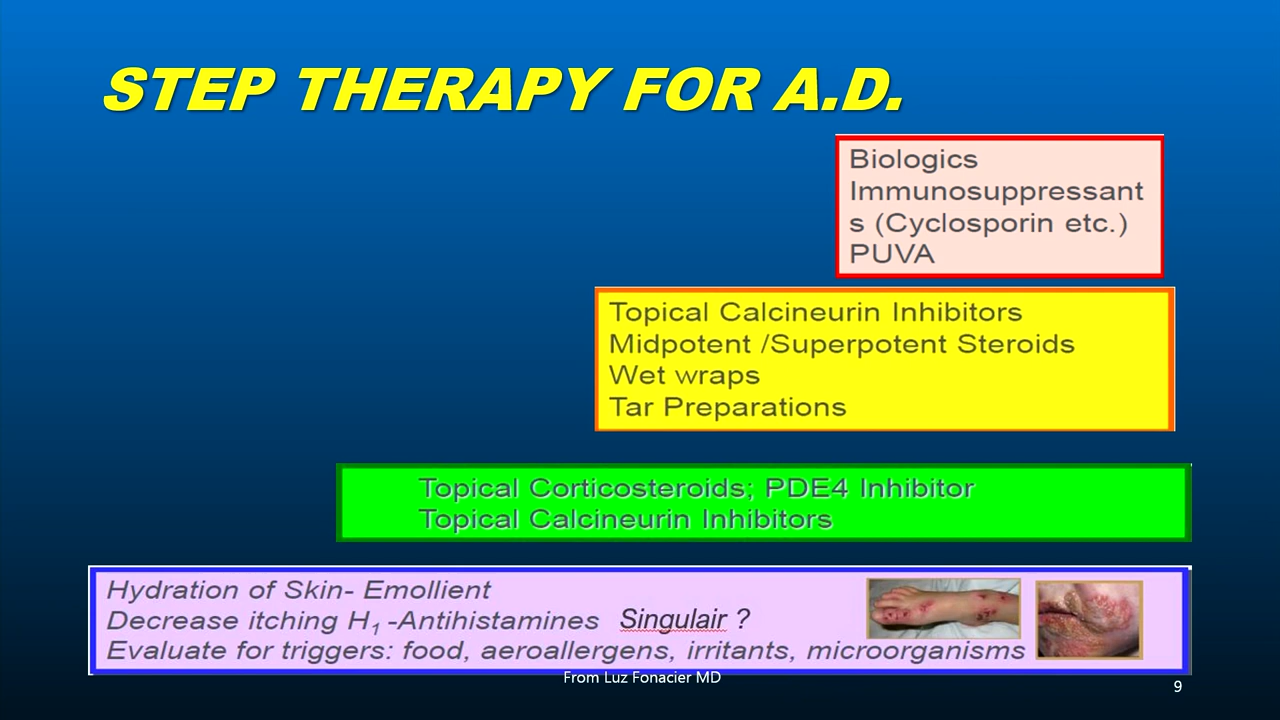 STEP THERAPY FOR A.D.
Biologics
Immunosuppressant
s (Cyclosporin etc.)
PUVA
Topical Calcineurin Inhibitors
Midpotent /Superpotent Steroids
Wet wraps
Tar Preparations
Topical Corticosteroids; PDE4 Inhibitor
Topical Calcineurin Inhibitors
Hydration of Skin- Emollient
Decrease itching H₁ -Antihistamines Singulair ?
Evaluate for triggers: food, aeroallergens, irritants, microorganisms
From Luz Fonacier MD
9